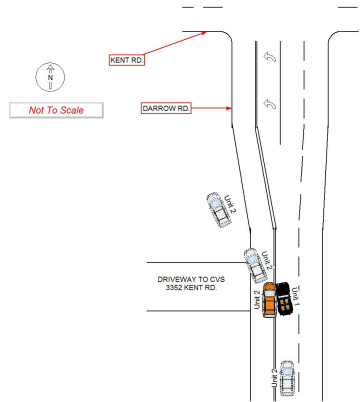 KENT RD.
N
Not To Scale
DARROW RD.
Unit 2
Unit 2
DRIVEWAY TO CVS
3352 KENT RD.
Unit 2
Unit 1
Unit 2